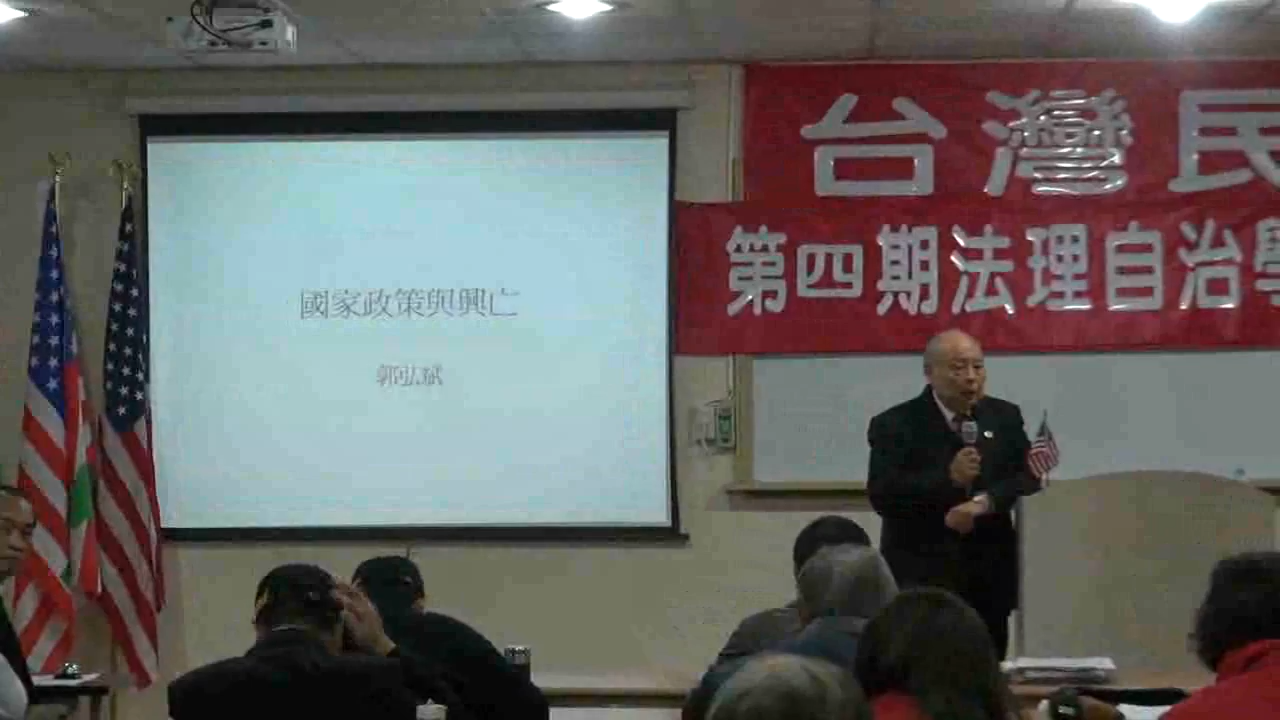 台灣民
第四期法理自治學
國家政策與興亡
郭弘斌